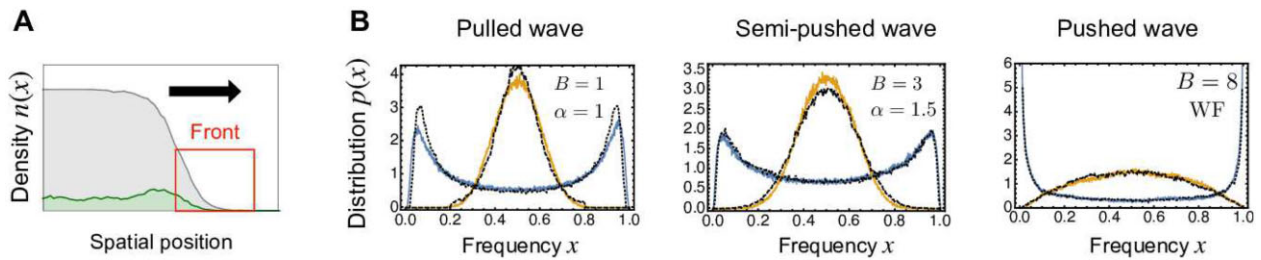 A
Density n(x)
Front
Spatial position
B
Distribution p(x)
Pulled wave
4
3
2
1
0
B = 1
α = 1
0.0 0.2 0.4 0.6 0.8 1.0
Frequency x
Semi-pushed wave
3.5
3.0
2.5
2.0
1.5
1.0
0.5
0.0
B = 3
α = 1.5
0.0 0.2 0.4 0.6 0.8 1.0
Frequency x
Pushed wave
6
5
4
3
2
1
0
B = 8
WF
0.0 0.2 0.4 0.6 0.8 1.0
Frequency x